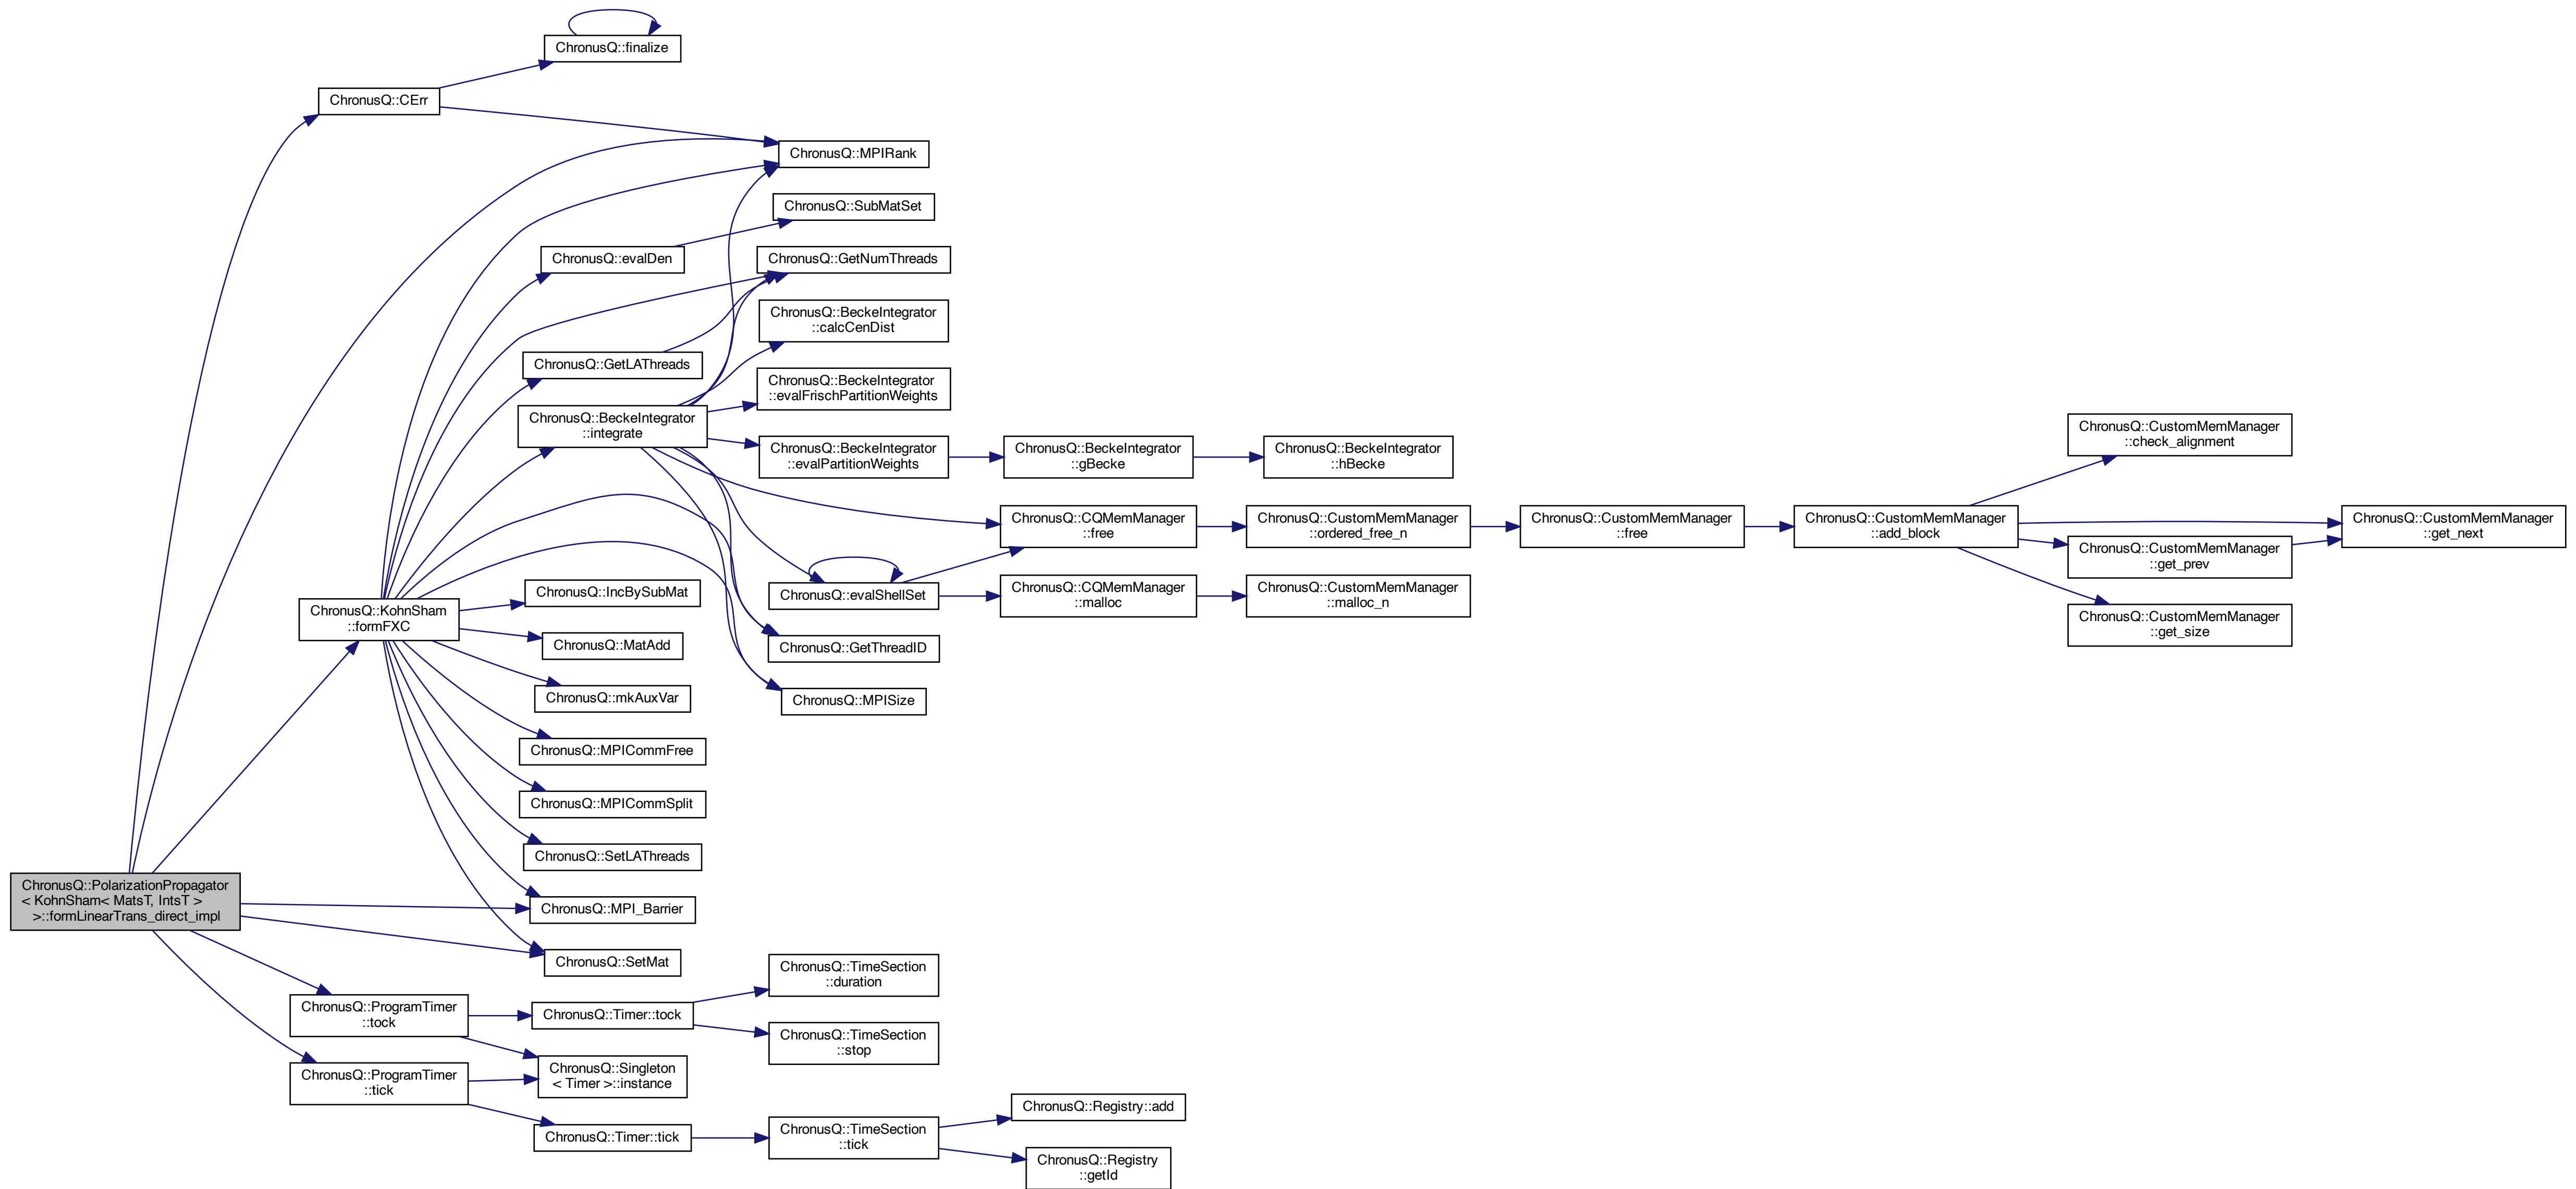 ChronusQ::finalize
ChronusQ::CErr
ChronusQ::MPIRank
ChronusQ::SubMatSet
ChronusQ::evalDen
ChronusQ::GetNumThreads
ChronusQ::BeckeIntegrator
::calcCenDist
ChronusQ::GetLAThreads
ChronusQ::BeckeIntegrator
::evalFrischPartitionWeights
ChronusQ::BeckeIntegrator
::integrate
ChronusQ::BeckeIntegrator
::evalPartitionWeights
ChronusQ::BeckeIntegrator
::gBecke
ChronusQ::BeckeIntegrator
::hBecke
ChronusQ::CustomMemManager
::check_alignment
ChronusQ::CQMemManager
::free
ChronusQ::CustomMemManager
::ordered_free_n
ChronusQ::CustomMemManager
::free
ChronusQ::CustomMemManager
::add_block
ChronusQ::CustomMemManager
::get_next
ChronusQ::CustomMemManager
::get_prev
ChronusQ::KohnSham
::formFXC
ChronusQ::IncBySubMat
ChronusQ::evalShellSet
ChronusQ::CQMemManager
::malloc
ChronusQ::CustomMemManager
::malloc_n
ChronusQ::CustomMemManager
::get_size
ChronusQ::MatAdd
ChronusQ::GetThreadID
ChronusQ::mkAuxVar
ChronusQ::MPISize
ChronusQ::MPICommFree
ChronusQ::MPICommSplit
ChronusQ::SetLAThreads
ChronusQ::PolarizationPropagator
< KohnSham< MatsT, IntsT >
>::formLinearTrans_direct_impl
ChronusQ::MPI_Barrier
ChronusQ::SetMat
ChronusQ::ProgramTimer
::tock
ChronusQ::Timer::tock
ChronusQ::TimeSection
::duration
ChronusQ::TimeSection
::stop
ChronusQ::ProgramTimer
::tick
ChronusQ::Singleton
< Timer >::instance
ChronusQ::Timer::tick
ChronusQ::TimeSection
::tick
ChronusQ::Registry::add
ChronusQ::Registry
::getId